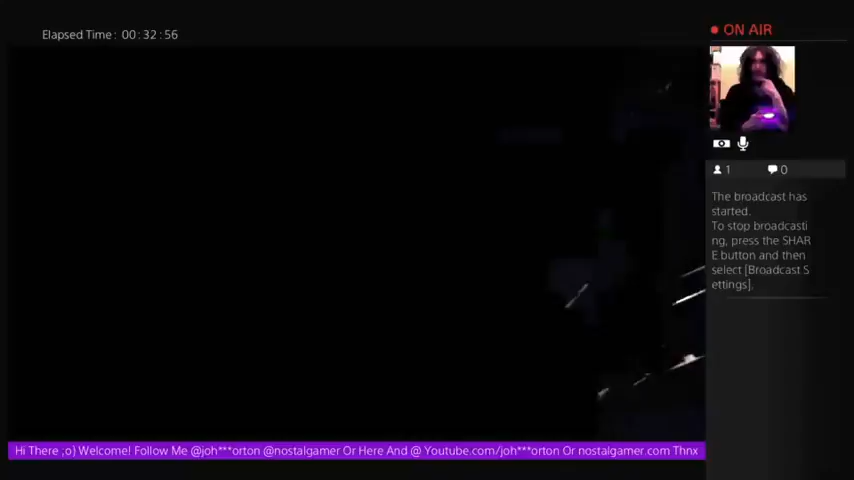 Elapsed Time: 00:32:56
ON AIR
1 0
The broadcast has
started.
To stop broadcasti
ng, press the SHAR
E button and then
select [Broadcast S
ettings].
Hi There ;o) Welcome! Follow Me @joh***orton @nostalgamer Or Here And @ Youtube.com/joh***orton Or nostalgamer.com Thnx